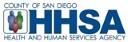 COUNTY OF SAN DIEGO
HHSA
HEALTH AND HUMAN SERVICES AGENCY